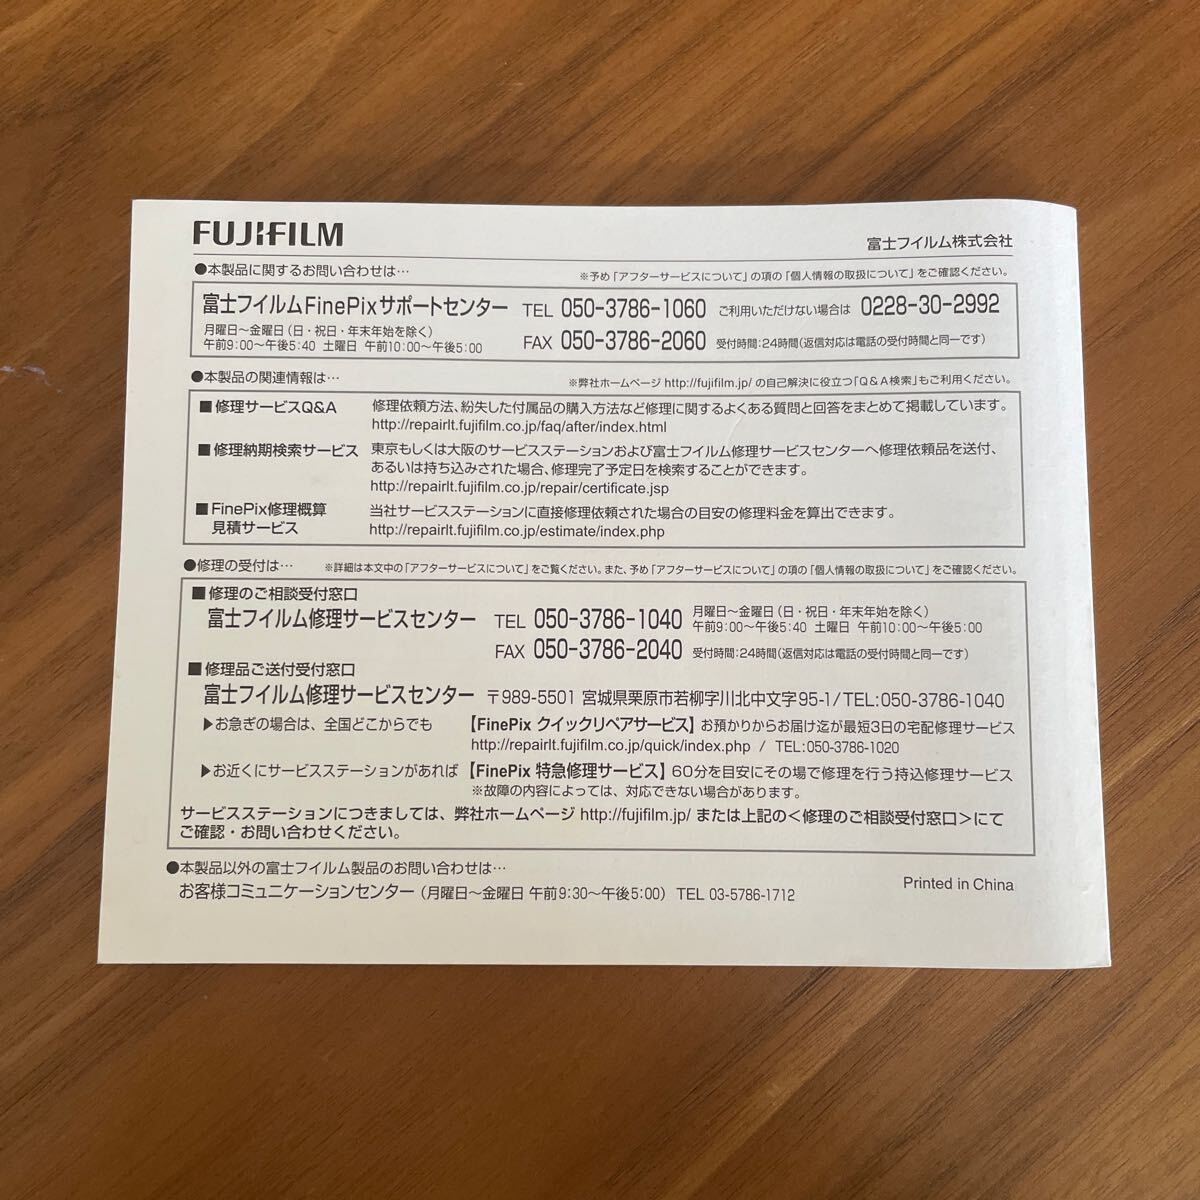 FUJIFILM
富士フイルム株式会社
●本製品に関するお問い合わせは…
※予め「アフターサービスについて」の項の「個人情報の取扱について」をご確認ください。
富士フイルムFinePixサポートセンター TEL 050-3786-1060 ご利用いただけない場合は 0228-30-2992
月曜日〜金曜日(日・祝日・年末年始を除く)
午前9:00〜午後5:40 土曜日 午前10:00〜午後5:00
FAX 050-3786-2060 受付時間:24時間(返信対応は電話の受付時間と同一です)
●本製品の関連情報は…
※弊社ホームページ http://fujifilm.jp/ の自己解決に役立つ「Q&A検索」もご利用ください。
■修理サービスQ&A 修理依頼方法、紛失した付属品の購入方法など修理に関するよくある質問と回答をまとめて掲載しています。
http://repairlt.fujifilm.co.jp/faq/after/index.html
■修理納期検索サービス 東京もしくは大阪のサービスステーションおよび富士フイルム修理サービスセンターへ修理依頼品を送付、
あるいは持ち込みされた場合、修理完了予定日を検索することができます。
http://repairlt.fujifilm.co.jp/repair/certificate.jsp
■FinePix修理概算 当社サービスステーションに直接修理依頼された場合の目安の修理料金を算出できます。
見積サービス http://repairlt.fujifilm.co.jp/estimate/index.php
●修理の受付は… ※詳細は本文中の「アフターサービスについて」をご覧ください。また、予め「アフターサービスについて」の項の「個人情報の取扱について」をご確認ください。
■修理のご相談受付窓口
富士フイルム修理サービスセンター TEL 050-3786-1040 月曜日〜金曜日(日・祝日・年末年始を除く)
午前9:00〜午後5:40 土曜日 午前10:00〜午後5:00
FAX 050-3786-2040 受付時間:24時間(返信対応は電話の受付時間と同一です)
■修理品ご送付受付窓口
富士フイルム修理サービスセンター 〒989-5501 宮城県栗原市若柳字川北中文字95-1/TEL:050-3786-1040
▶お急ぎの場合は、全国どこからでも 【FinePix クイックリペアサービス】お預かりからお届け迄が最短3日の宅配修理サービス
http://repairlt.fujifilm.co.jp/quick/index.php / TEL:050-3786-1020
▶お近くにサービスステーションがあれば 【FinePix 特急修理サービス】60分を目安にその場で修理を行う持込修理サービス
※故障の内容によっては、対応できない場合があります。
サービスステーションにつきましては、弊社ホームページ http://fujifilm.jp/ または上記の<修理のご相談受付窓口>にて
ご確認・お問い合わせください。
●本製品以外の富士フイルム製品のお問い合わせは…
お客様コミュニケーションセンター(月曜日〜金曜日 午前9:30〜午後5:00) TEL 03-5786-1712
Printed in China